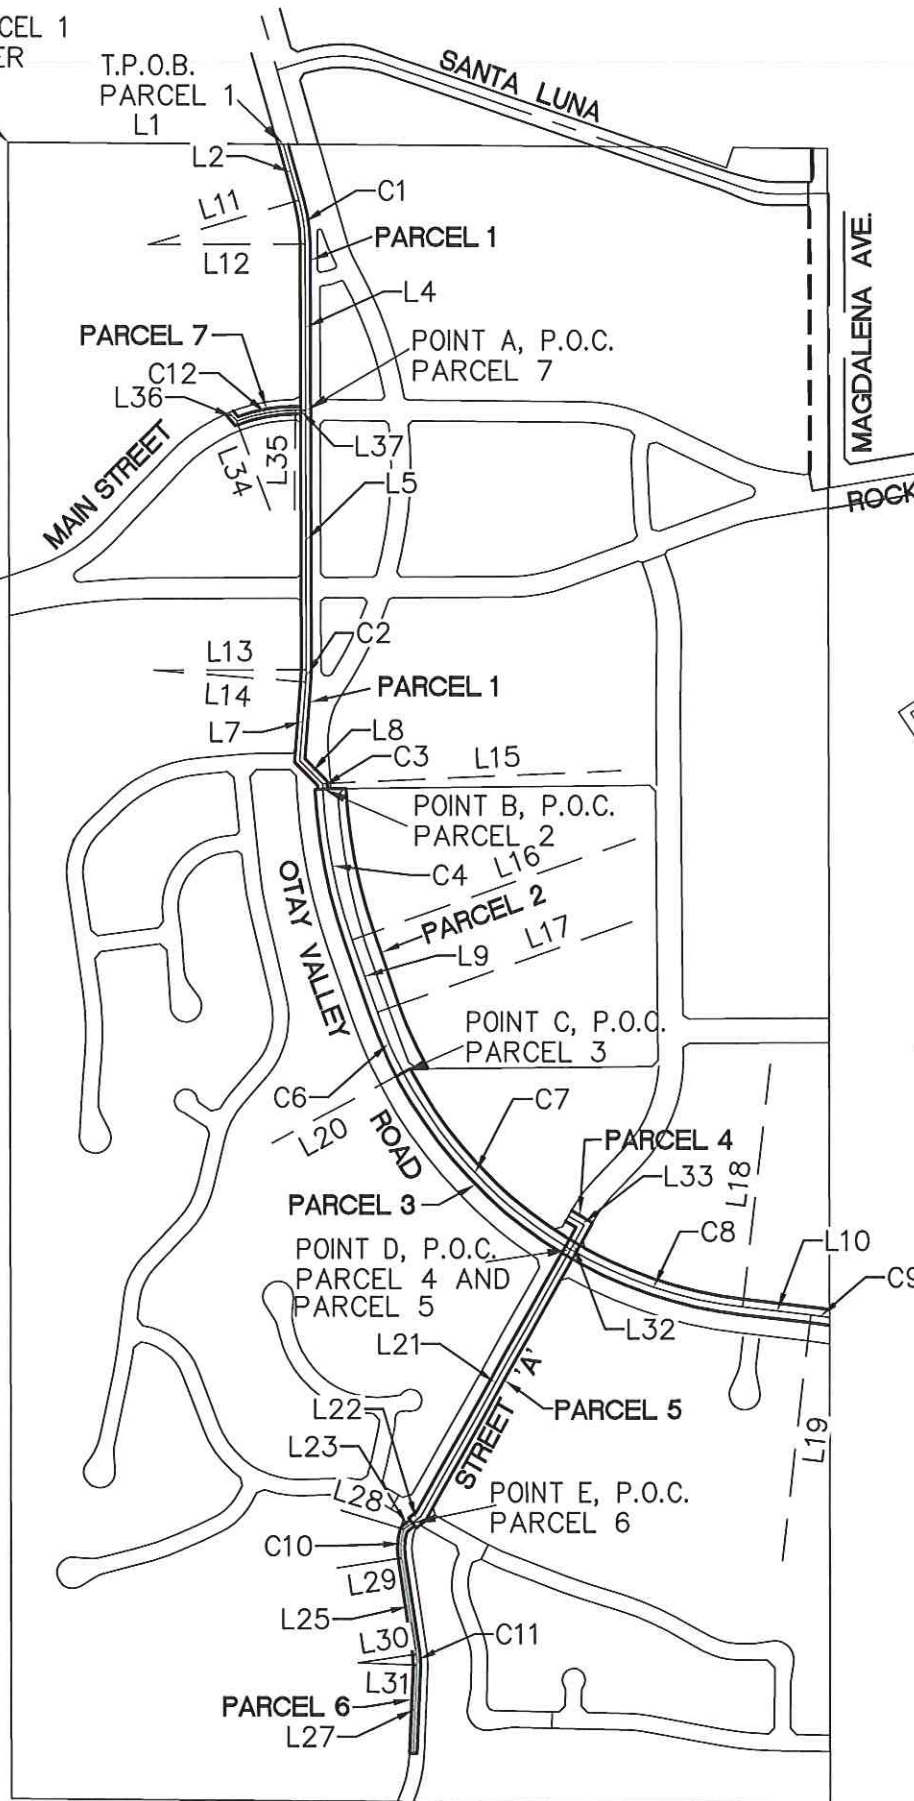 CEL 1
ER
T.P.O.B.
PARCEL 1
L1
L2
SANTA LUNA
L11
C1
L12
PARCEL 1
MAGDALENA AVE.
L4
PARCEL 7
POINT A, P.O.C.
PARCEL 7
C12
L36
L37
L35
L34
MAIN STREET
L5
ROCK
C2
L13
L14
PARCEL 1
L7
L8
C3
L15
POINT B, P.O.C.
PARCEL 2
C4
L16
OTAY VALLEY
PARCEL 2
L17
L9
POINT C, P.O.C.
PARCEL 3
C6
L20
C7
ROAD
PARCEL 4
L33
L18
PARCEL 3
POINT D, P.O.C.
PARCEL 4 AND
PARCEL 5
C8
L10
C9
L32
L21
STREET 'A'
PARCEL 5
L22
L19
L23
L28
POINT E, P.O.C.
PARCEL 6
C10
L29
L25
L30
C11
L31
PARCEL 6
L27